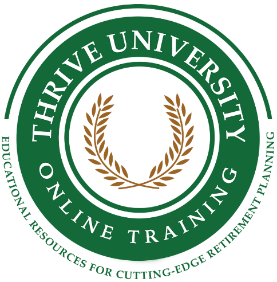 THRIVE UNIVERSITY
ONLINE TRAINING
EDUCATIONAL RESOURCES FOR CUTTING-EDGE RETIREMENT PLANNING